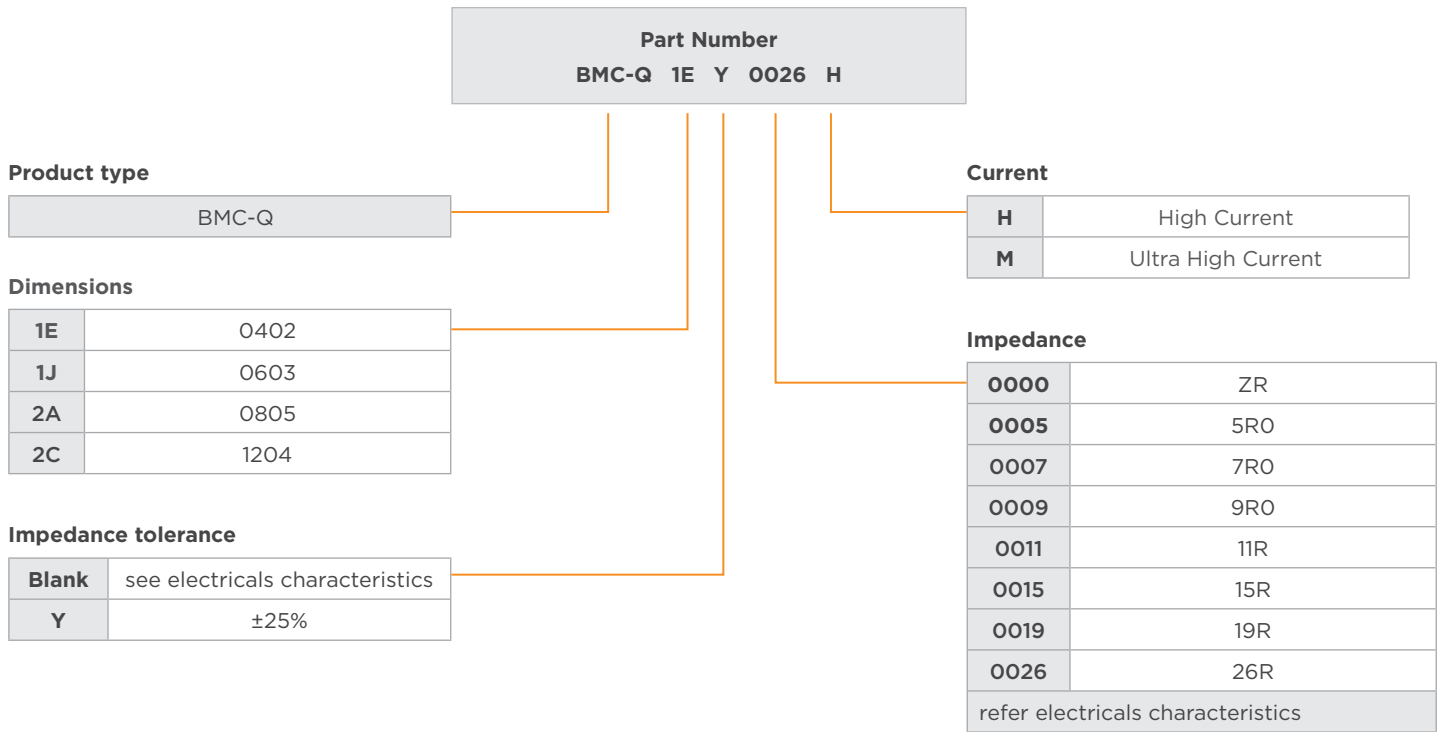 Part Number
BMC-Q 1E Y 0026 H
Product type
BMC-Q
Dimensions
1E 0402
1J 0603
2A 0805
2C 1204
Impedance tolerance
Blank see electricals characteristics
Y ±25%
Current
H High Current
M Ultra High Current
Impedance
0000 ZR
0005 5R0
0007 7R0
0009 9R0
0011 11R
0015 15R
0019 19R
0026 26R
refer electricals characteristics